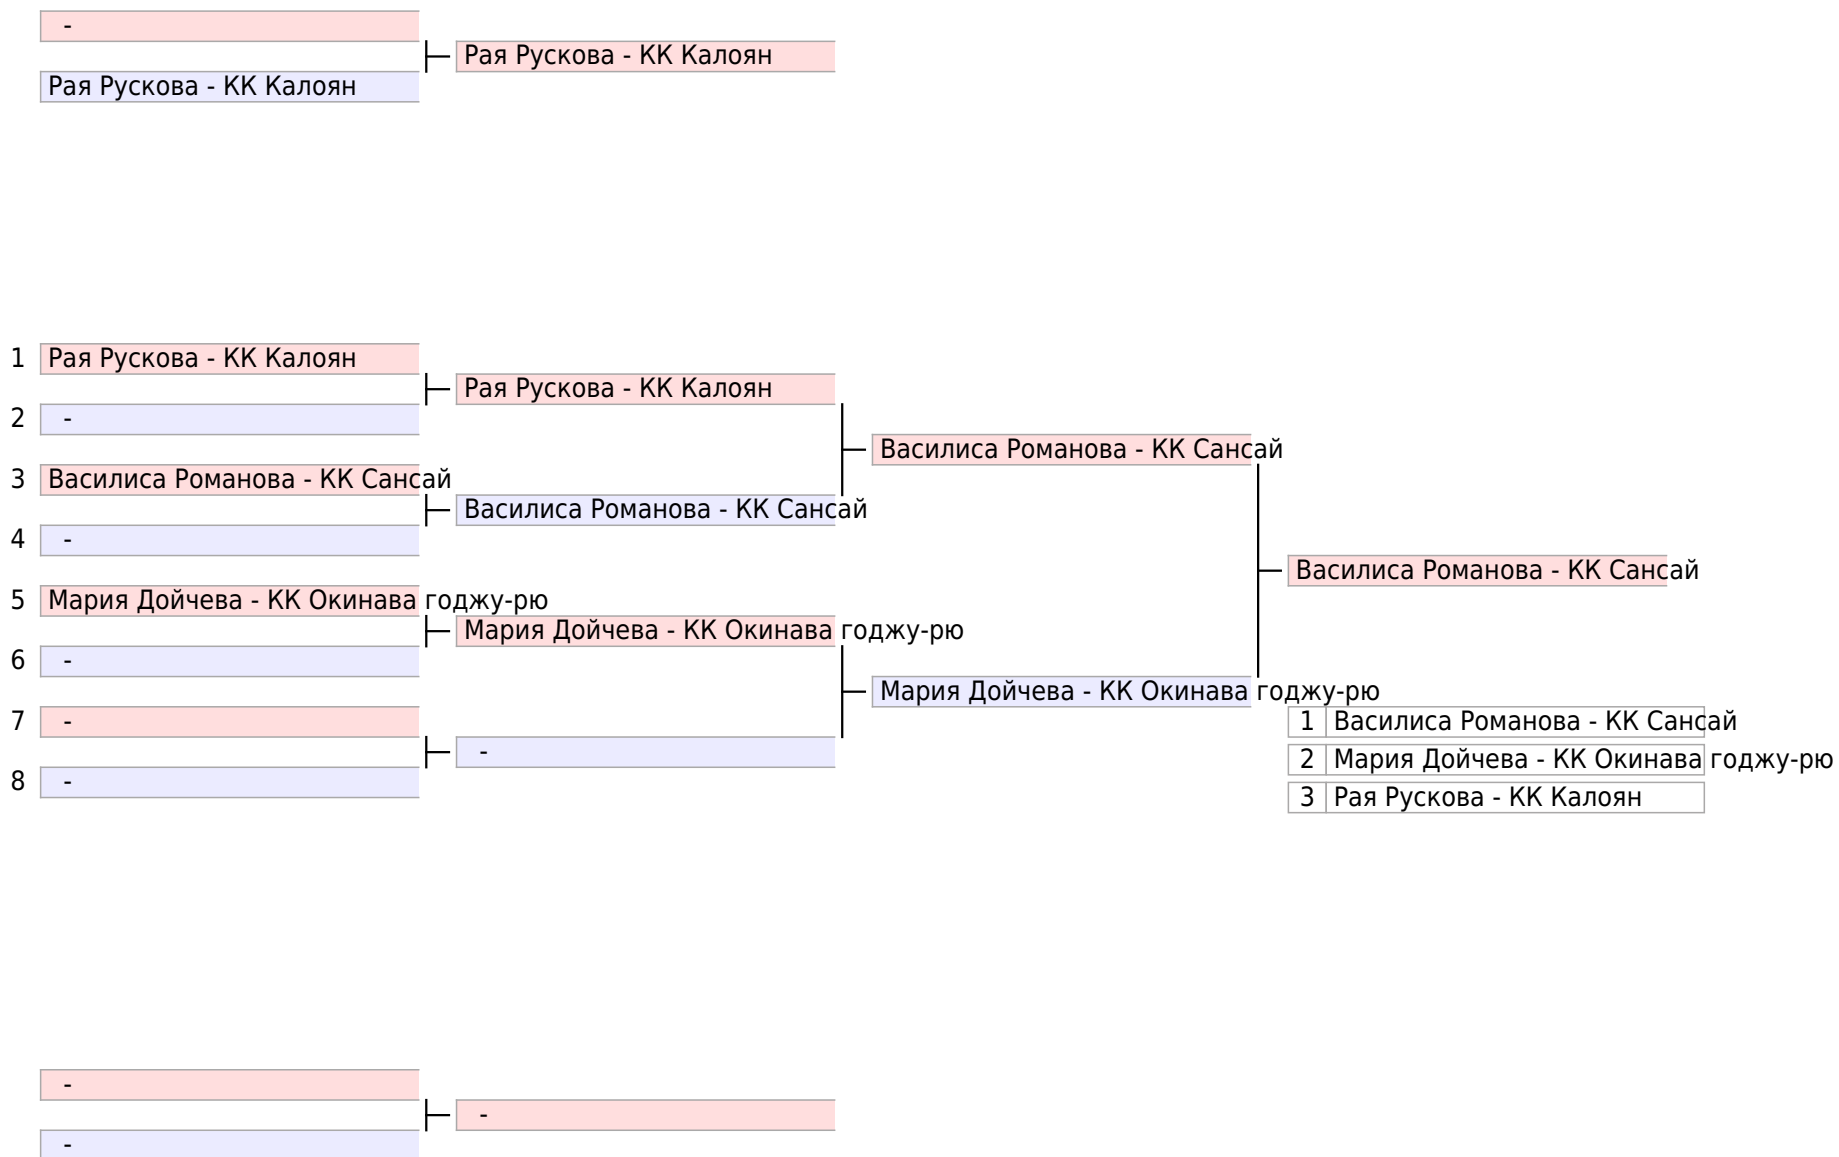 -
Рая Рускова - КК Калоян
Рая Рускова - КК Калоян
1 Рая Рускова - КК Калоян
Рая Рускова - КК Калоян
2 -
Василиса Романова - КК Сансай
3 Василиса Романова - КК Сансай
Василиса Романова - КК Сансай
4 -
Василиса Романова - КК Сансай
5 Мария Дойчева - КК Окинава годжу-рю
Мария Дойчева - КК Окинава годжу-рю
6 -
Мария Дойчева - КК Окинава годжу-рю
7 -
1 Василиса Романова - КК Сансай
-
2 Мария Дойчева - КК Окинава годжу-рю
8 -
3 Рая Рускова - КК Калоян
-
-
-